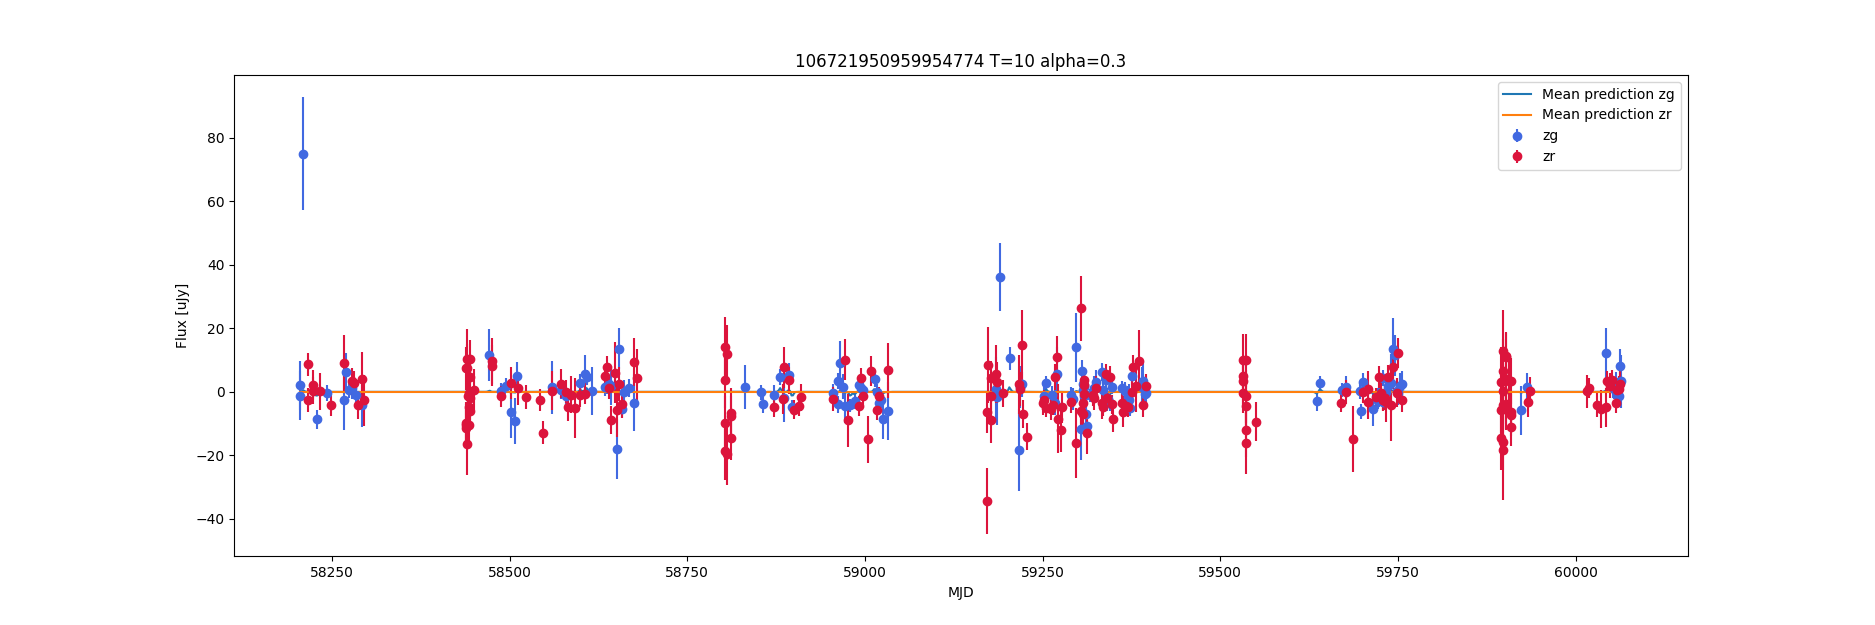 106721950959954774 T=10 alpha=0.3
Mean prediction zg
Mean prediction zr
zg
zr
Flux [uJy]
80
60
40
20
0
−20
−40
58250 58500 58750 59000 59250 59500 59750 60000
MJD